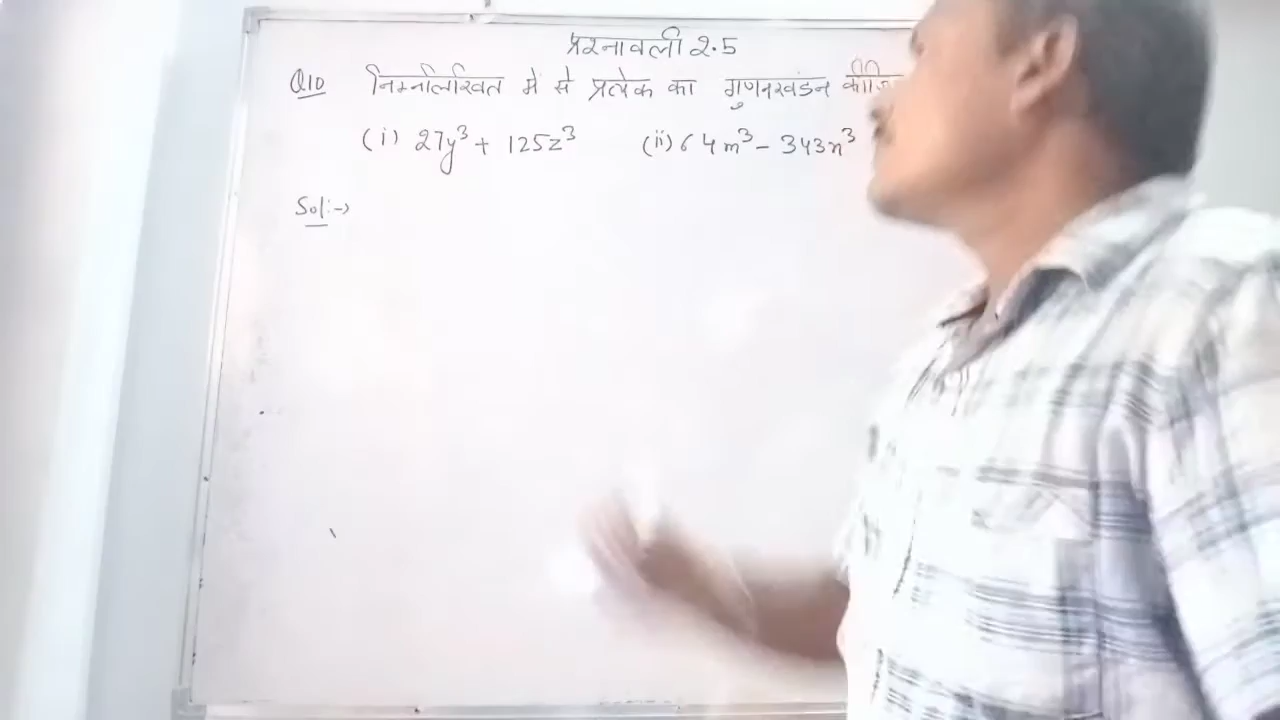 प्रश्नावली 2.5
Q10 निम्नलिखित में से प्रत्येक का गुणनखंडन
(i) 27y³ + 125z³ (ii) 64m³ - 343n³
Sol:->